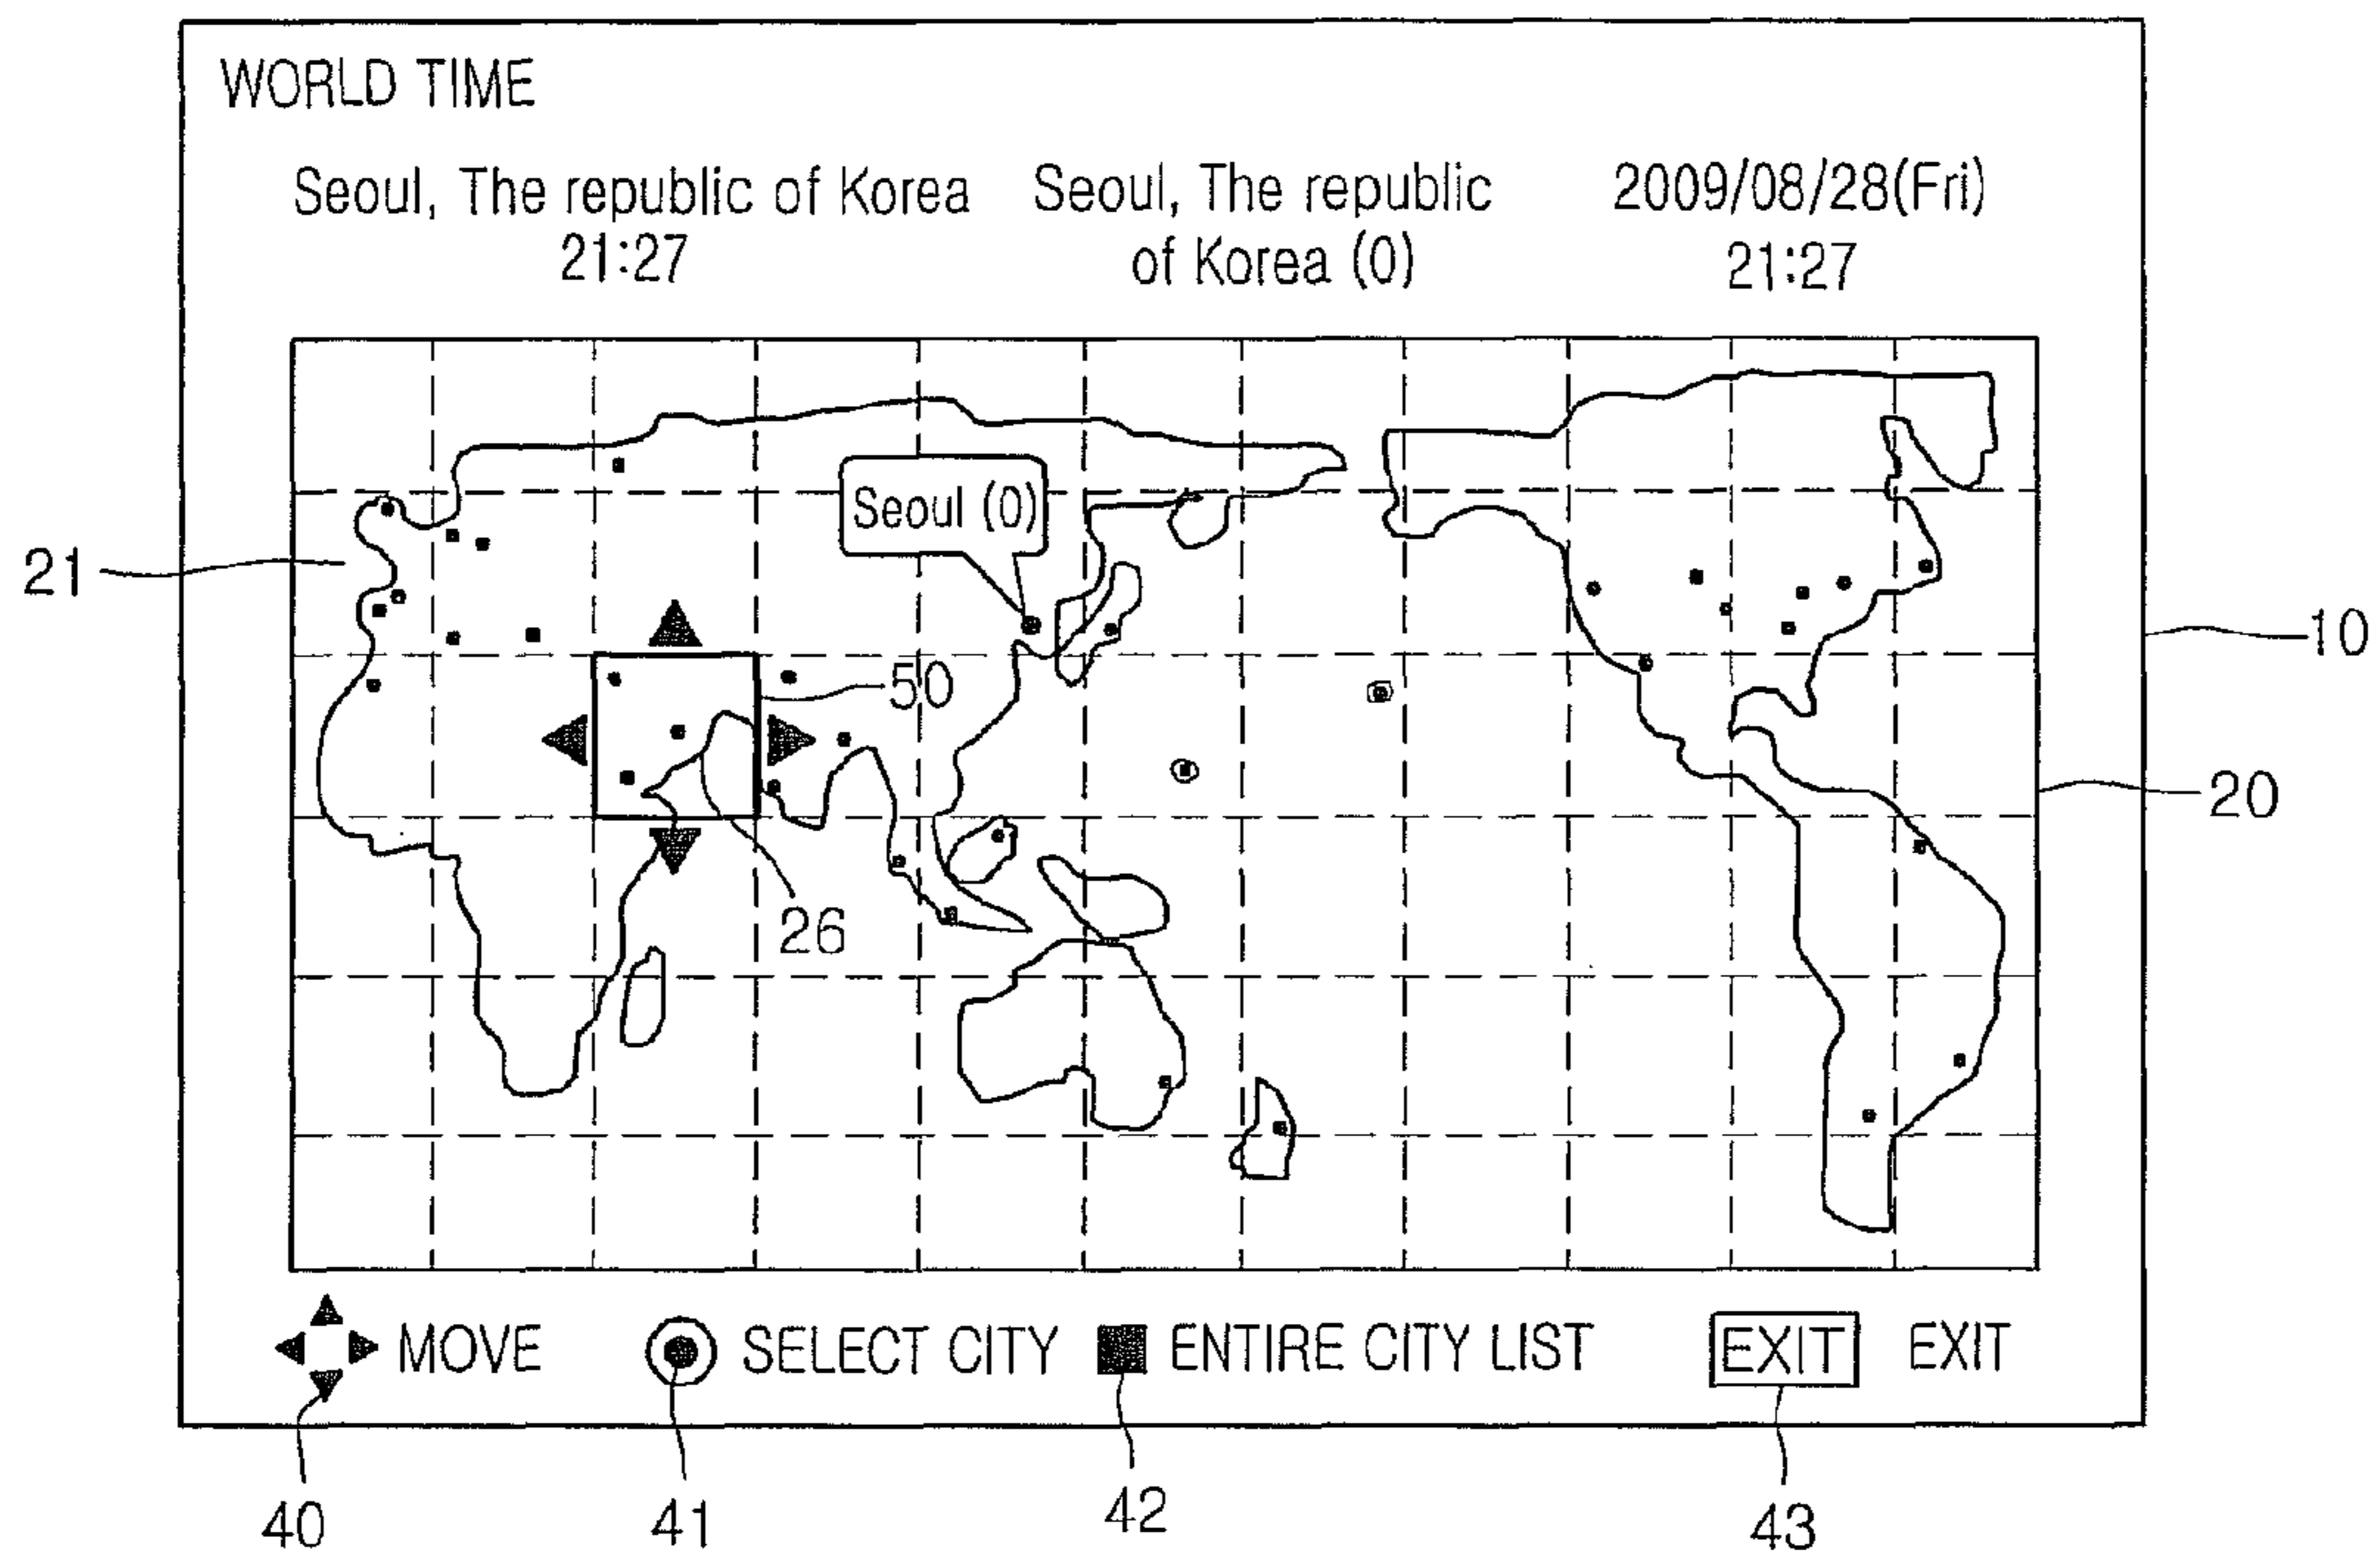 WORLD TIME
Seoul, The republic of Korea
21:27
Seoul, The republic
of Korea (0)
2009/08/28(Fri)
21:27
Seoul (0)
21
10
50
20
26
MOVE
SELECT CITY
ENTIRE CITY LIST
EXIT
EXIT
40
41
42
43